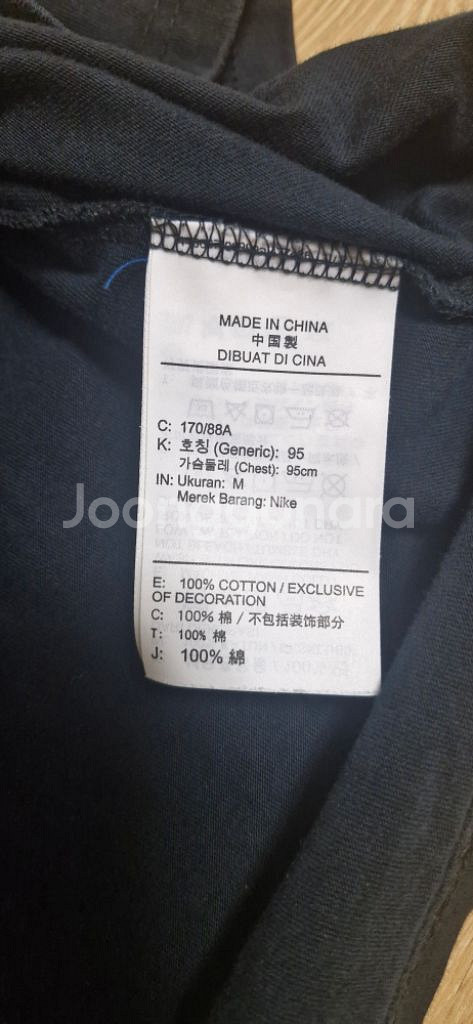 MADE IN CHINA
中国製
DIBUAT DI CINA
C: 170/88A
K: 호칭 (Generic): 95
가슴둘레 (Chest): 95cm
IN: Ukuran: M
Merek Barang: Nike
Joonggonara
E: 100% COTTON / EXCLUSIVE
OF DECORATION
C: 100% 棉 / 不包括装饰部分
T: 100% 棉
J: 100% 綿